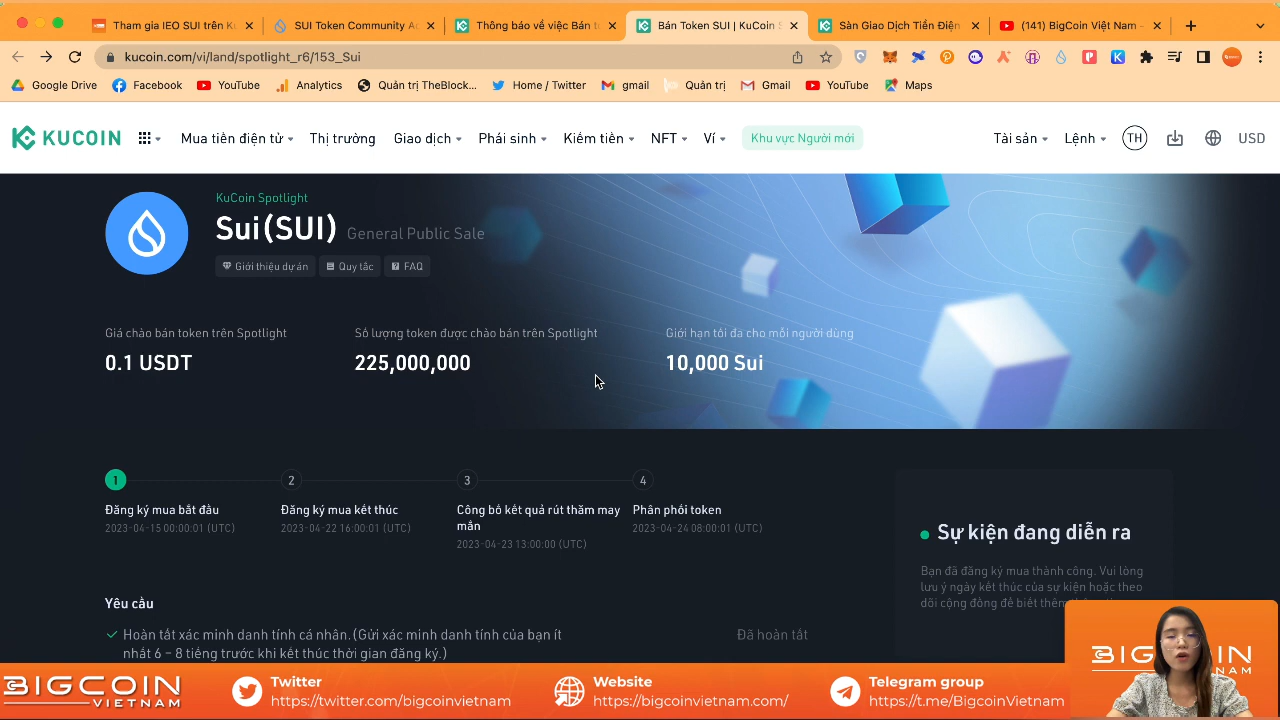 Tham gia IEO SUI trên Ku
SUI Token Community Ac
Thông báo về việc Bán t
Bán Token SUI | KuCoin S
Sàn Giao Dịch Tiền Điện
(141) BigCoin Việt Nam -
kucoin.com/vi/land/spotlight_r6/153_Sui
Google Drive
Facebook
YouTube
Analytics
Quản trị TheBlock...
Home / Twitter
gmail
Quản trị
Gmail
YouTube
Maps
KUCOIN
Mua tiền điện tử
Thị trường
Giao dịch
Phái sinh
Kiếm tiền
NFT
Ví
Khu vực Người mới
Tài sản
Lệnh
TH
USD
KuCoin Spotlight
Sui(SUI) General Public Sale
Giới thiệu dự án
Quy tắc
FAQ
Giá chào bán token trên Spotlight
0.1 USDT
Số lượng token được chào bán trên Spotlight
225,000,000
Giới hạn tối đa cho mỗi người dùng
10,000 Sui
1
2
3
4
Đăng ký mua bắt đầu
2023-04-15 00:00:01 (UTC)
Đăng ký mua kết thúc
2023-04-22 16:00:01 (UTC)
Công bố kết quả rút thăm may
mắn
2023-04-23 13:00:00 (UTC)
Phân phối token
2023-04-24 08:00:01 (UTC)
Sự kiện đang diễn ra
Bạn đã đăng ký mua thành công. Vui lòng
lưu ý ngày kết thúc của sự kiện hoặc theo
dõi cộng đồng để biết thêm
Yêu cầu
Hoàn tất xác minh danh tính cá nhân.(Gửi xác minh danh tính của bạn ít
nhất 6 – 8 tiếng trước khi kết thúc thời gian đăng ký.)
Đã hoàn tất
BIGCOIN
VIETNAM
Twitter
https://twitter.com/bigcoinvietnam
Website
https://bigcoinvietnam.com/
Telegram group
https://t.me/BigcoinVietnam